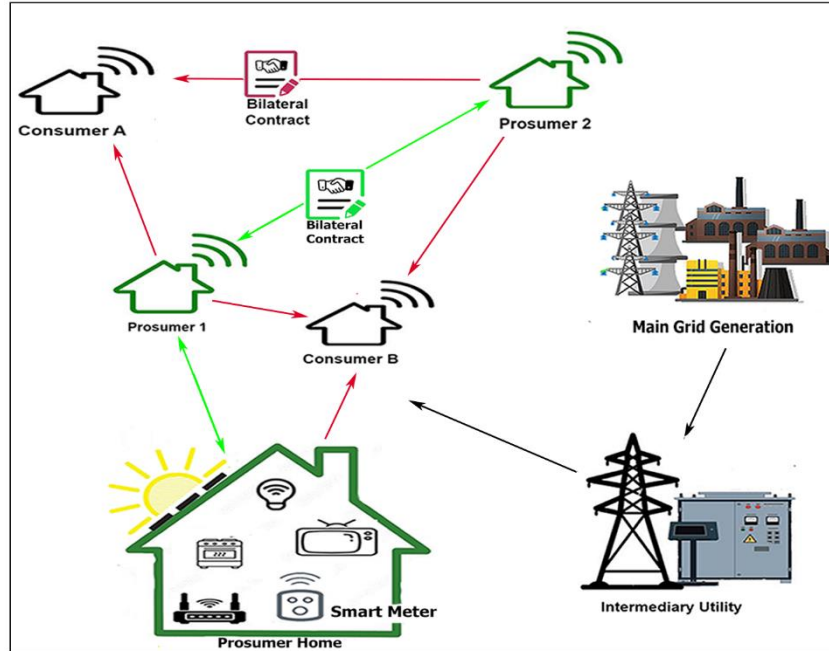 Bilateral
Contract
Consumer A
Prosumer 2
Bilateral
Contract
Prosumer 1
Consumer B
Main Grid Generation
Smart Meter
Intermediary Utility
Prosumer Home